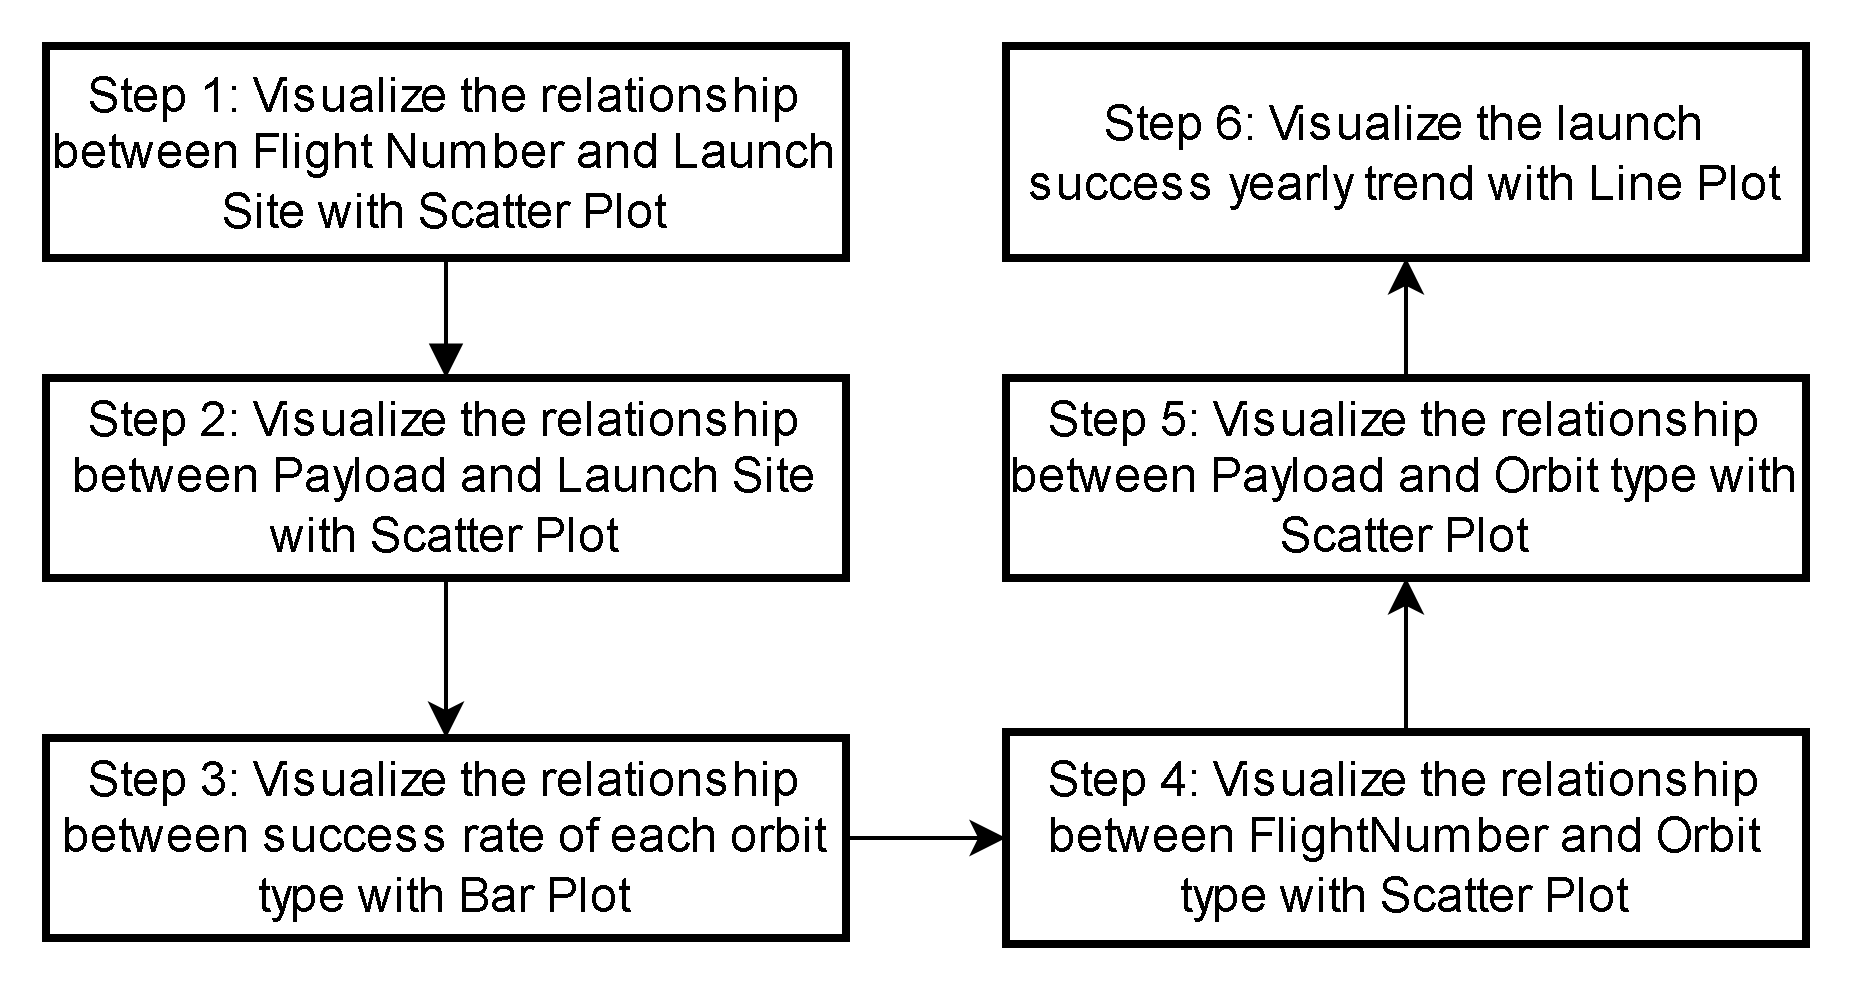 Step 1: Visualize the relationship
between Flight Number and Launch
Site with Scatter Plot
Step 2: Visualize the relationship
between Payload and Launch Site
with Scatter Plot
Step 3: Visualize the relationship
between success rate of each orbit
type with Bar Plot
Step 4: Visualize the relationship
between FlightNumber and Orbit
type with Scatter Plot
Step 5: Visualize the relationship
between Payload and Orbit type with
Scatter Plot
Step 6: Visualize the launch
success yearly trend with Line Plot